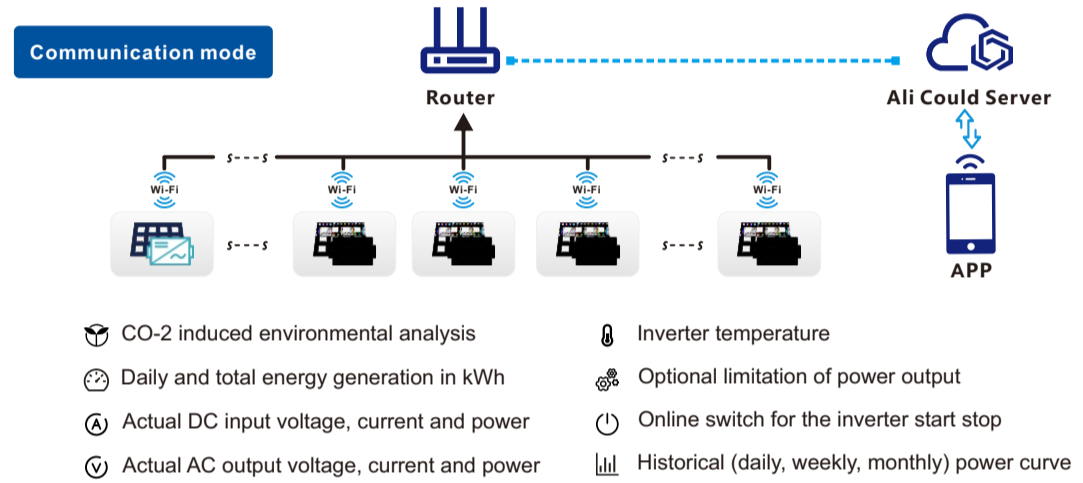 Communication mode
Router
Ali Could Server
S---S
S---S
Wi-Fi
Wi-Fi
Wi-Fi
Wi-Fi
Wi-Fi
S---S
S---S
APP
CO-2 induced environmental analysis
Daily and total energy generation in kWh
A Actual DC input voltage, current and power
V Actual AC output voltage, current and power
Inverter temperature
Optional limitation of power output
Online switch for the inverter start stop
Historical (daily, weekly, monthly) power curve